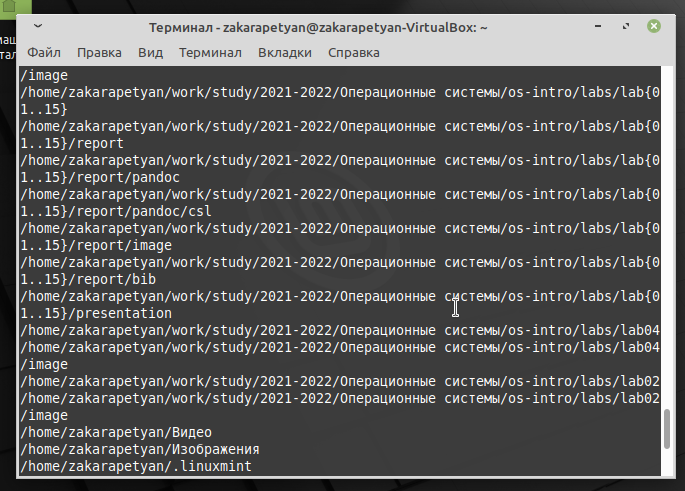 Терминал - zakarapetyan@zakarapetyan-VirtualBox: ~
Файл Правка Вид Терминал Вкладки Справка
/image
/home/zakarapetyan/work/study/2021-2022/Операционные системы/os-intro/labs/lab{0
1..15}
/home/zakarapetyan/work/study/2021-2022/Операционные системы/os-intro/labs/lab{0
1..15}/report
/home/zakarapetyan/work/study/2021-2022/Операционные системы/os-intro/labs/lab{0
1..15}/report/pandoc
/home/zakarapetyan/work/study/2021-2022/Операционные системы/os-intro/labs/lab{0
1..15}/report/pandoc/csl
/home/zakarapetyan/work/study/2021-2022/Операционные системы/os-intro/labs/lab{0
1..15}/report/image
/home/zakarapetyan/work/study/2021-2022/Операционные системы/os-intro/labs/lab{0
1..15}/report/bib
/home/zakarapetyan/work/study/2021-2022/Операционные системы/os-intro/labs/lab{0
1..15}/presentation
/home/zakarapetyan/work/study/2021-2022/Операционные системы/os-intro/labs/lab04
/home/zakarapetyan/work/study/2021-2022/Операционные системы/os-intro/labs/lab04
/image
/home/zakarapetyan/work/study/2021-2022/Операционные системы/os-intro/labs/lab02
/home/zakarapetyan/work/study/2021-2022/Операционные системы/os-intro/labs/lab02
/image
/home/zakarapetyan/Видео
/home/zakarapetyan/Изображения
/home/zakarapetyan/.linuxmint